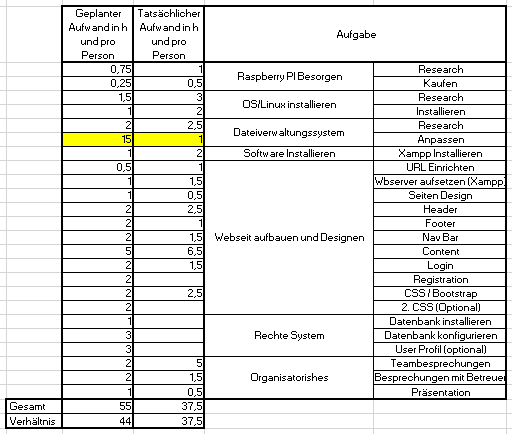 Geplanter Aufwand in h und pro Person Tatsächlicher Aufwand in h und pro Person Aufgabe
0,75 1 Raspberry PI Besorgen Research
0,25 0,5 Kaufen
1,5 3 OS/Linux installieren Research
1 2 Installieren
2 2,5 Dateiverwaltungssystem Research
15 1 Anpassen
1 2 Software Installieren Xampp Installieren
0,5 1 Webseit aufbauen und Designen URL Einrichten
1 1,5 Wbserver aufsetzen (Xampp)
1 0,5 Seiten Design
2 2,5 Header
2 1 Footer
2 1,5 Nav Bar
5 6,5 Content
2 1,5 Login
2 Registration
2 2,5 CSS / Bootstrap
2 2. CSS (Optional)
1 Rechte System Datenbank installieren
3 Datenbank konfigurieren
3 User Profil (optional)
2 5 Organisatorishes Teambesprechungen
2 1,5 Besprechungen mit Betreuer
1 0,5 Präsentation
Gesamt 55 37,5
Verhältnis 44 37,5